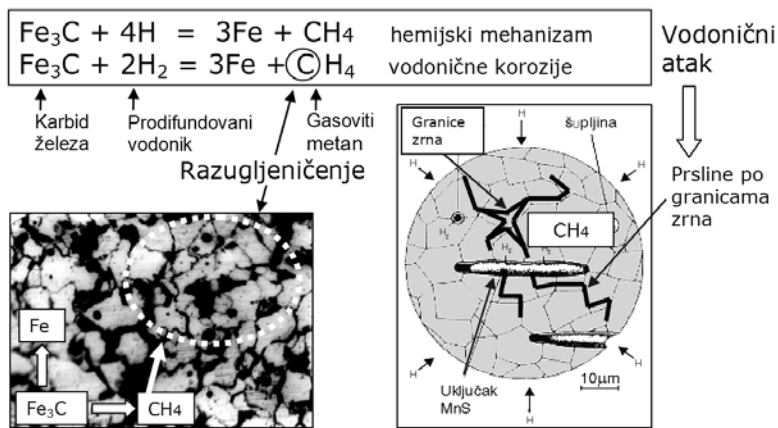 Fe₃C + 4H = 3Fe + CH4 hemijski mehanizam
Fe₃C + 2H₂ = 3Fe + CH₄ vodonične korozije
Vodonični
atak
Karbid
železa
Prodifundovani
vodonik
Gasoviti
metan
Razugljeničenje
Fe
Fe₃C
CH4
Granice
zrna
šupljina
H
H
H
H
H
H
H
H
H₂
H₂
H₂
CH4
Uključak
MnS
10µm
Prsline po
granicama
zrna